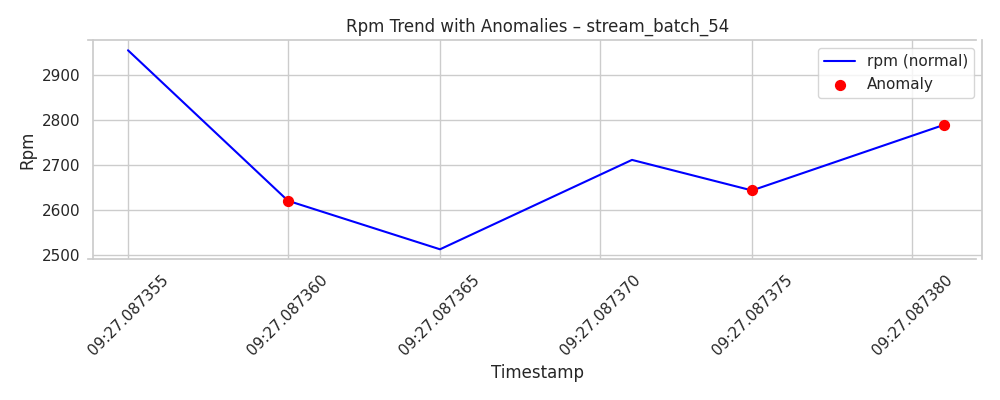 Rpm Trend with Anomalies – stream_batch_54
rpm (normal)
Anomaly
Rpm
2900
2800
2700
2600
2500
09:27.087355
09:27.087360
09:27.087365
09:27.087370
09:27.087375
09:27.087380
Timestamp